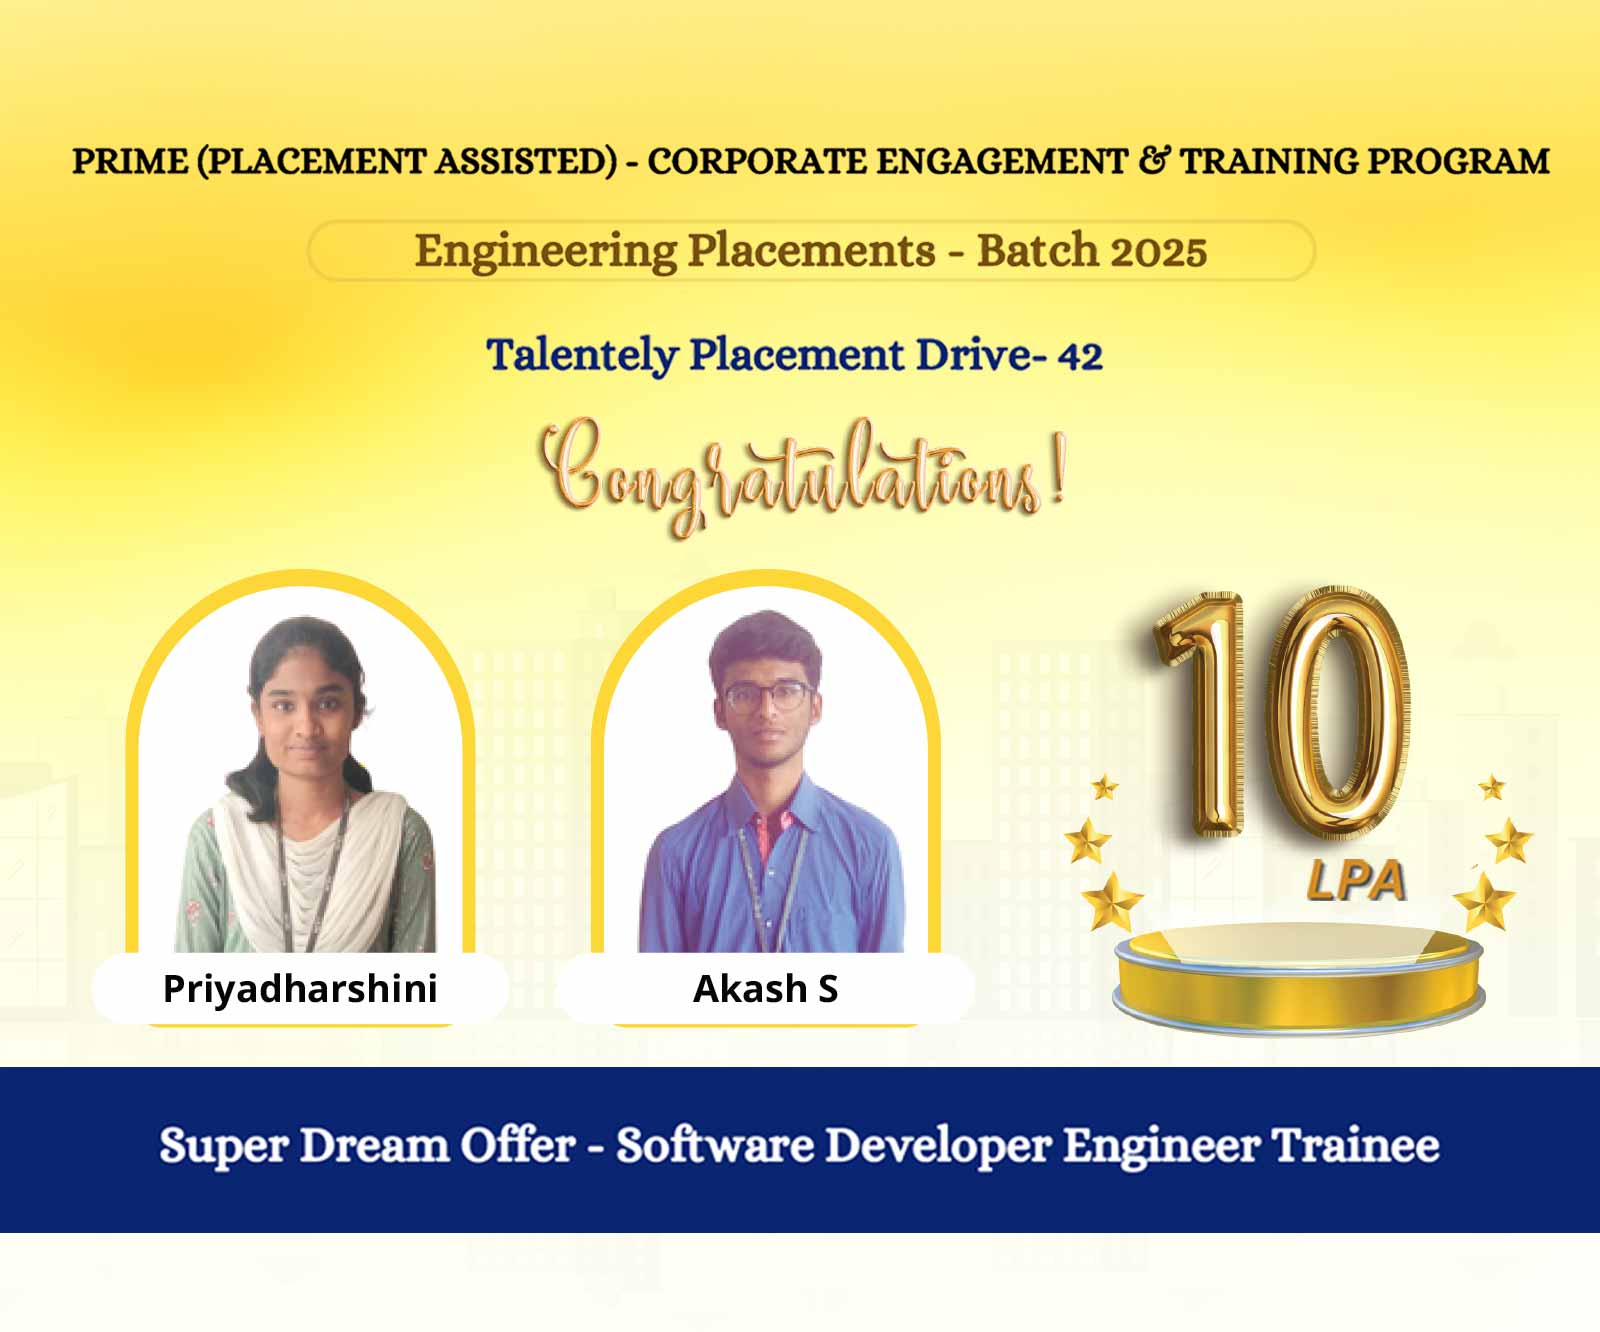 PRIME (PLACEMENT ASSISTED) - CORPORATE ENGAGEMENT & TRAINING PROGRAM
Engineering Placements - Batch 2025
Talentely Placement Drive- 42
Congratulations!
10
LPA
Priyadharshini
Akash S
Super Dream Offer - Software Developer Engineer Trainee